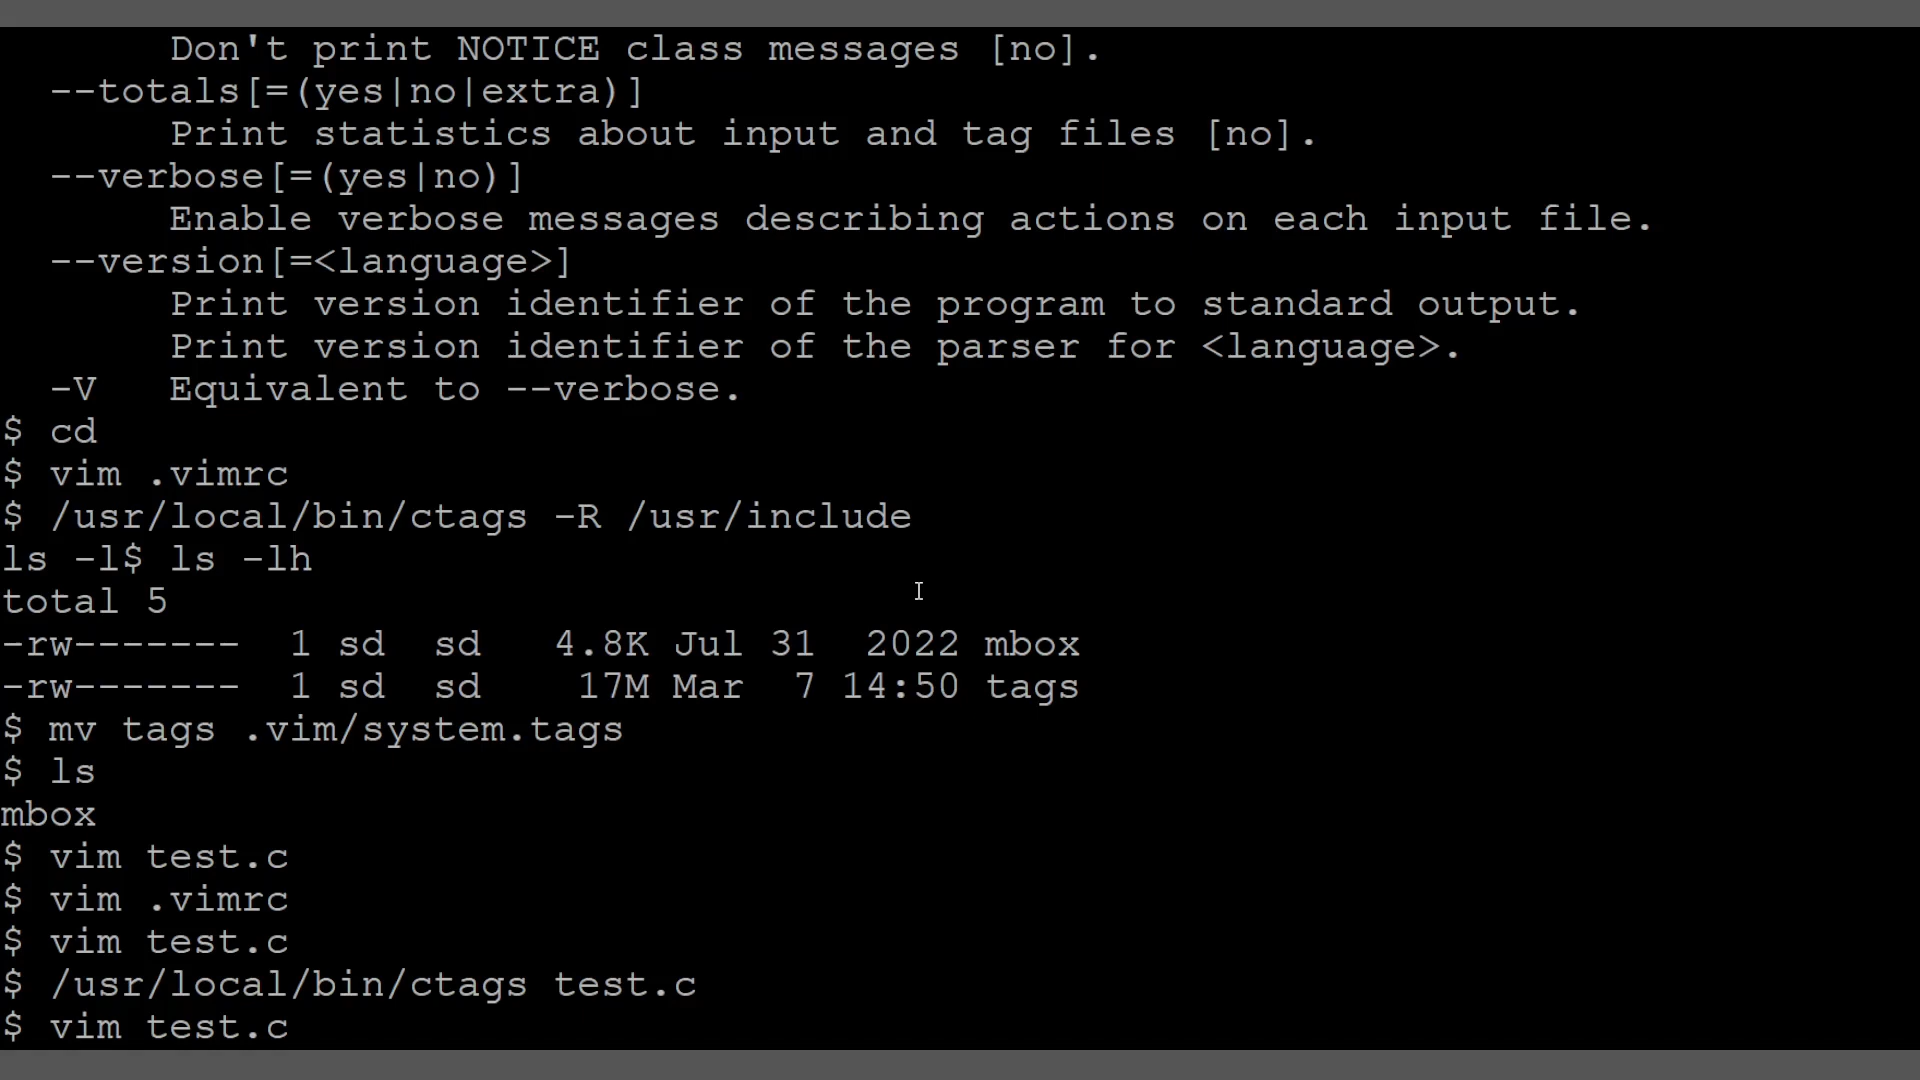 Don't print NOTICE class messages [no].
--totals[=(yes|no|extra)]
Print statistics about input and tag files [no].
--verbose[=(yes|no)]
Enable verbose messages describing actions on each input file.
--version[=<language>]
Print version identifier of the program to standard output.
Print version identifier of the parser for <language>.
-V   Equivalent to --verbose.
$ cd
$ vim .vimrc
$ /usr/local/bin/ctags -R /usr/include
ls -l$ ls -lh
total 5
-rw-------  1 sd  sd   4.8K Jul 31  2022 mbox
-rw-------  1 sd  sd    17M Mar  7 14:50 tags
$ mv tags .vim/system.tags
$ ls
mbox
$ vim test.c
$ vim .vimrc
$ vim test.c
$ /usr/local/bin/ctags test.c
$ vim test.c